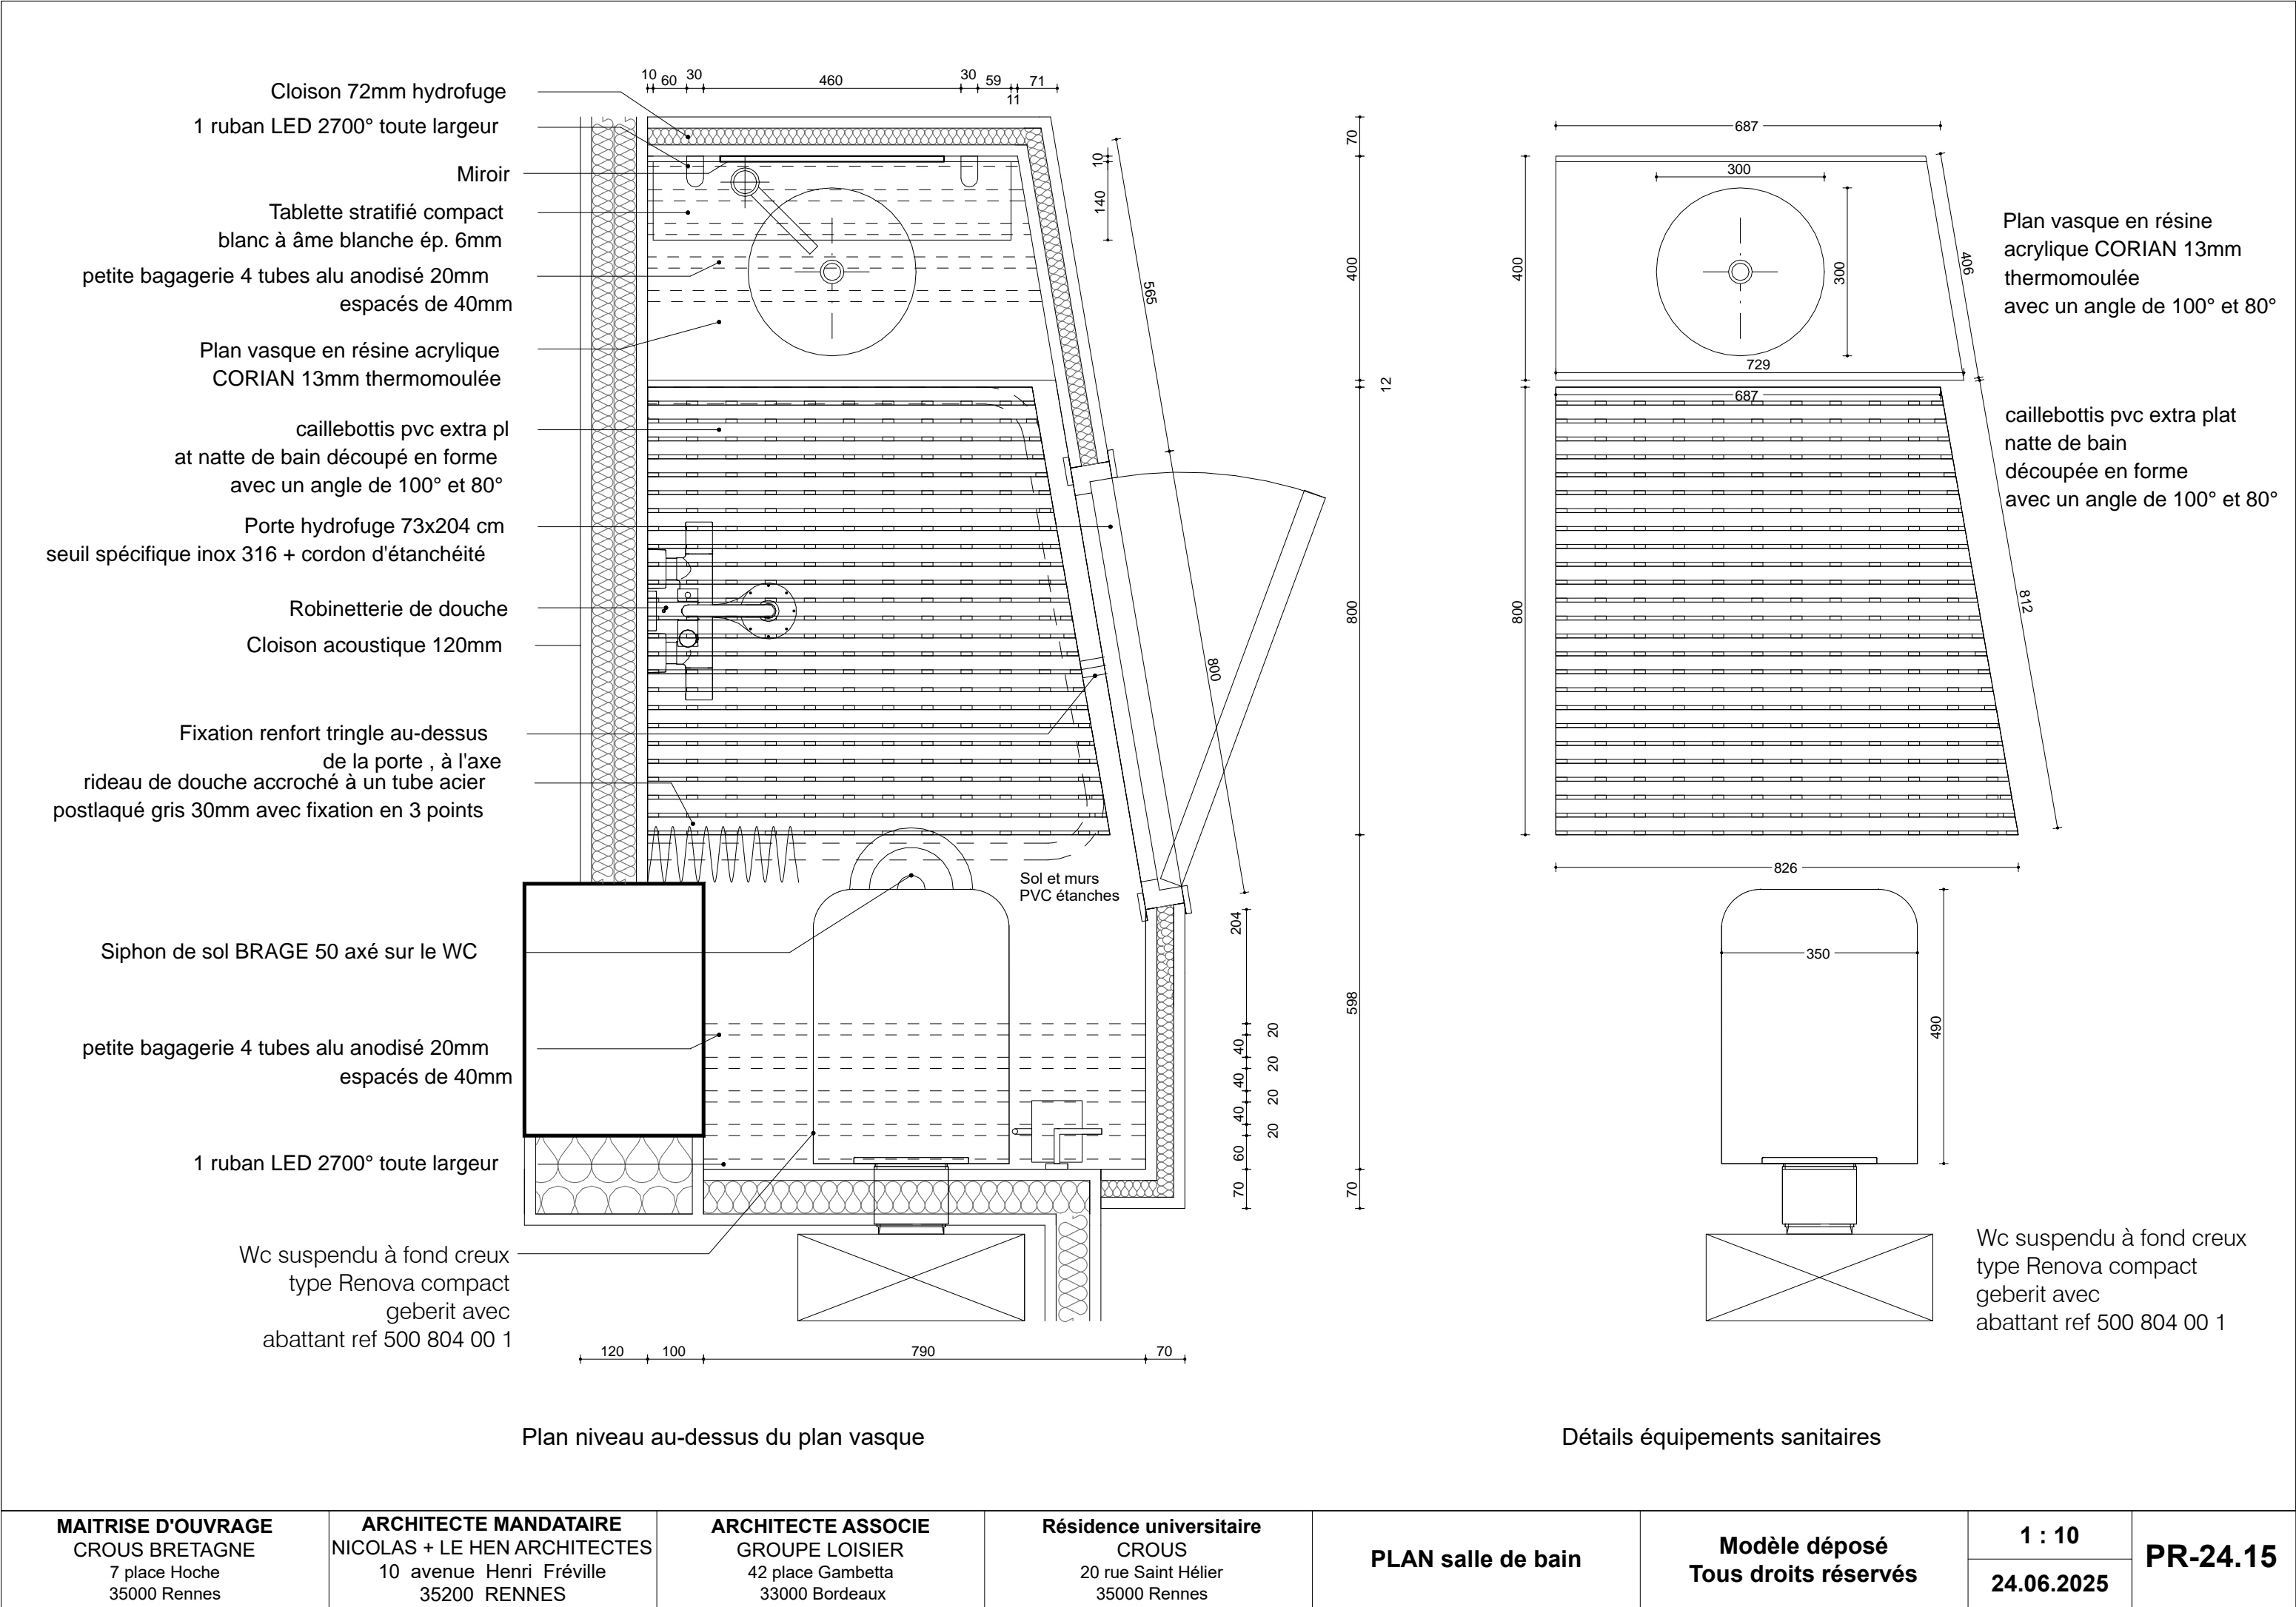 10 60 30 460 30 59 11 71
Cloison 72mm hydrofuge
1 ruban LED 2700° toute largeur
Miroir
Tablette stratifié compact
blanc à âme blanche ép. 6mm
petite bagagerie 4 tubes alu anodisé 20mm
espacés de 40mm
Plan vasque en résine acrylique
CORIAN 13mm thermomoulée
caillebottis pvc extra pl
at natte de bain découpé en forme
avec un angle de 100° et 80°
Porte hydrofuge 73x204 cm
seuil spécifique inox 316 + cordon d'étanchéité
Robinetterie de douche
Cloison acoustique 120mm
Fixation renfort tringle au-dessus
de la porte , à l'axe
rideau de douche accroché à un tube acier
postlaqué gris 30mm avec fixation en 3 points
Siphon de sol BRAGE 50 axé sur le WC
petite bagagerie 4 tubes alu anodisé 20mm
espacés de 40mm
1 ruban LED 2700° toute largeur
Wc suspendu à fond creux
type Renova compact
geberit avec
abattant ref 500 804 00 1
Sol et murs
PVC étanches
10
140
565
800
204
20
40
20
40
20
40
20
60
70
70
400
12
800
598
70
120 100 790 70
Plan niveau au-dessus du plan vasque
687
300
300
400
406
729
687
800
812
826
350
490
Plan vasque en résine
acrylique CORIAN 13mm
thermomoulée
avec un angle de 100° et 80°
caillebottis pvc extra plat
natte de bain
découpée en forme
avec un angle de 100° et 80°
Wc suspendu à fond creux
type Renova compact
geberit avec
abattant ref 500 804 00 1
Détails équipements sanitaires
MAITRISE D'OUVRAGE
CROUS BRETAGNE
7 place Hoche
35000 Rennes
ARCHITECTE MANDATAIRE
NICOLAS + LE HEN ARCHITECTES
10 avenue Henri Fréville
35200 RENNES
ARCHITECTE ASSOCIE
GROUPE LOISIER
42 place Gambetta
33000 Bordeaux
Résidence universitaire
CROUS
20 rue Saint Hélier
35000 Rennes
PLAN salle de bain
Modèle déposé
Tous droits réservés
1 : 10
24.06.2025
PR-24.15